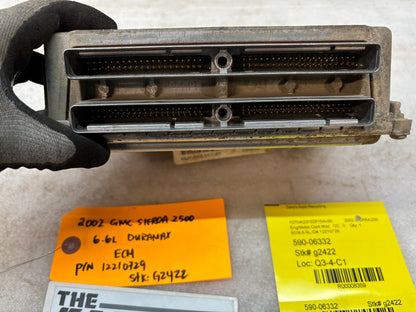 2002 GMC SIERRA 2500
6.6L DURAMAX
ECM
P/N 12210729
Stk: G2422
THE
590-06332
Stk# g2422
Loc: Q3-4-C1
R00008359
590-06332
Stk# g2422